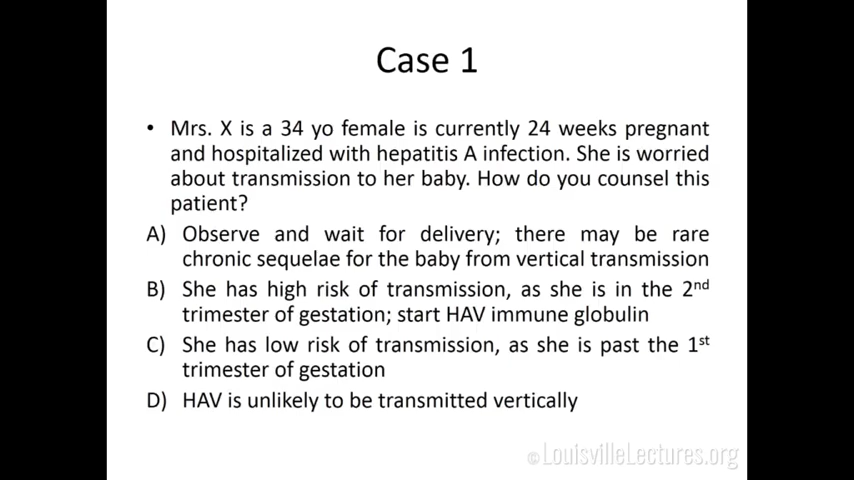 Case 1
• Mrs. X is a 34 yo female is currently 24 weeks pregnant
and hospitalized with hepatitis A infection. She is worried
about transmission to her baby. How do you counsel this
patient?
A) Observe and wait for delivery; there may be rare
chronic sequelae for the baby from vertical transmission
B) She has high risk of transmission, as she is in the 2nd
trimester of gestation; start HAV immune globulin
C) She has low risk of transmission, as she is past the 1st
trimester of gestation
D) HAV is unlikely to be transmitted vertically
©LouisvilleLectures.org